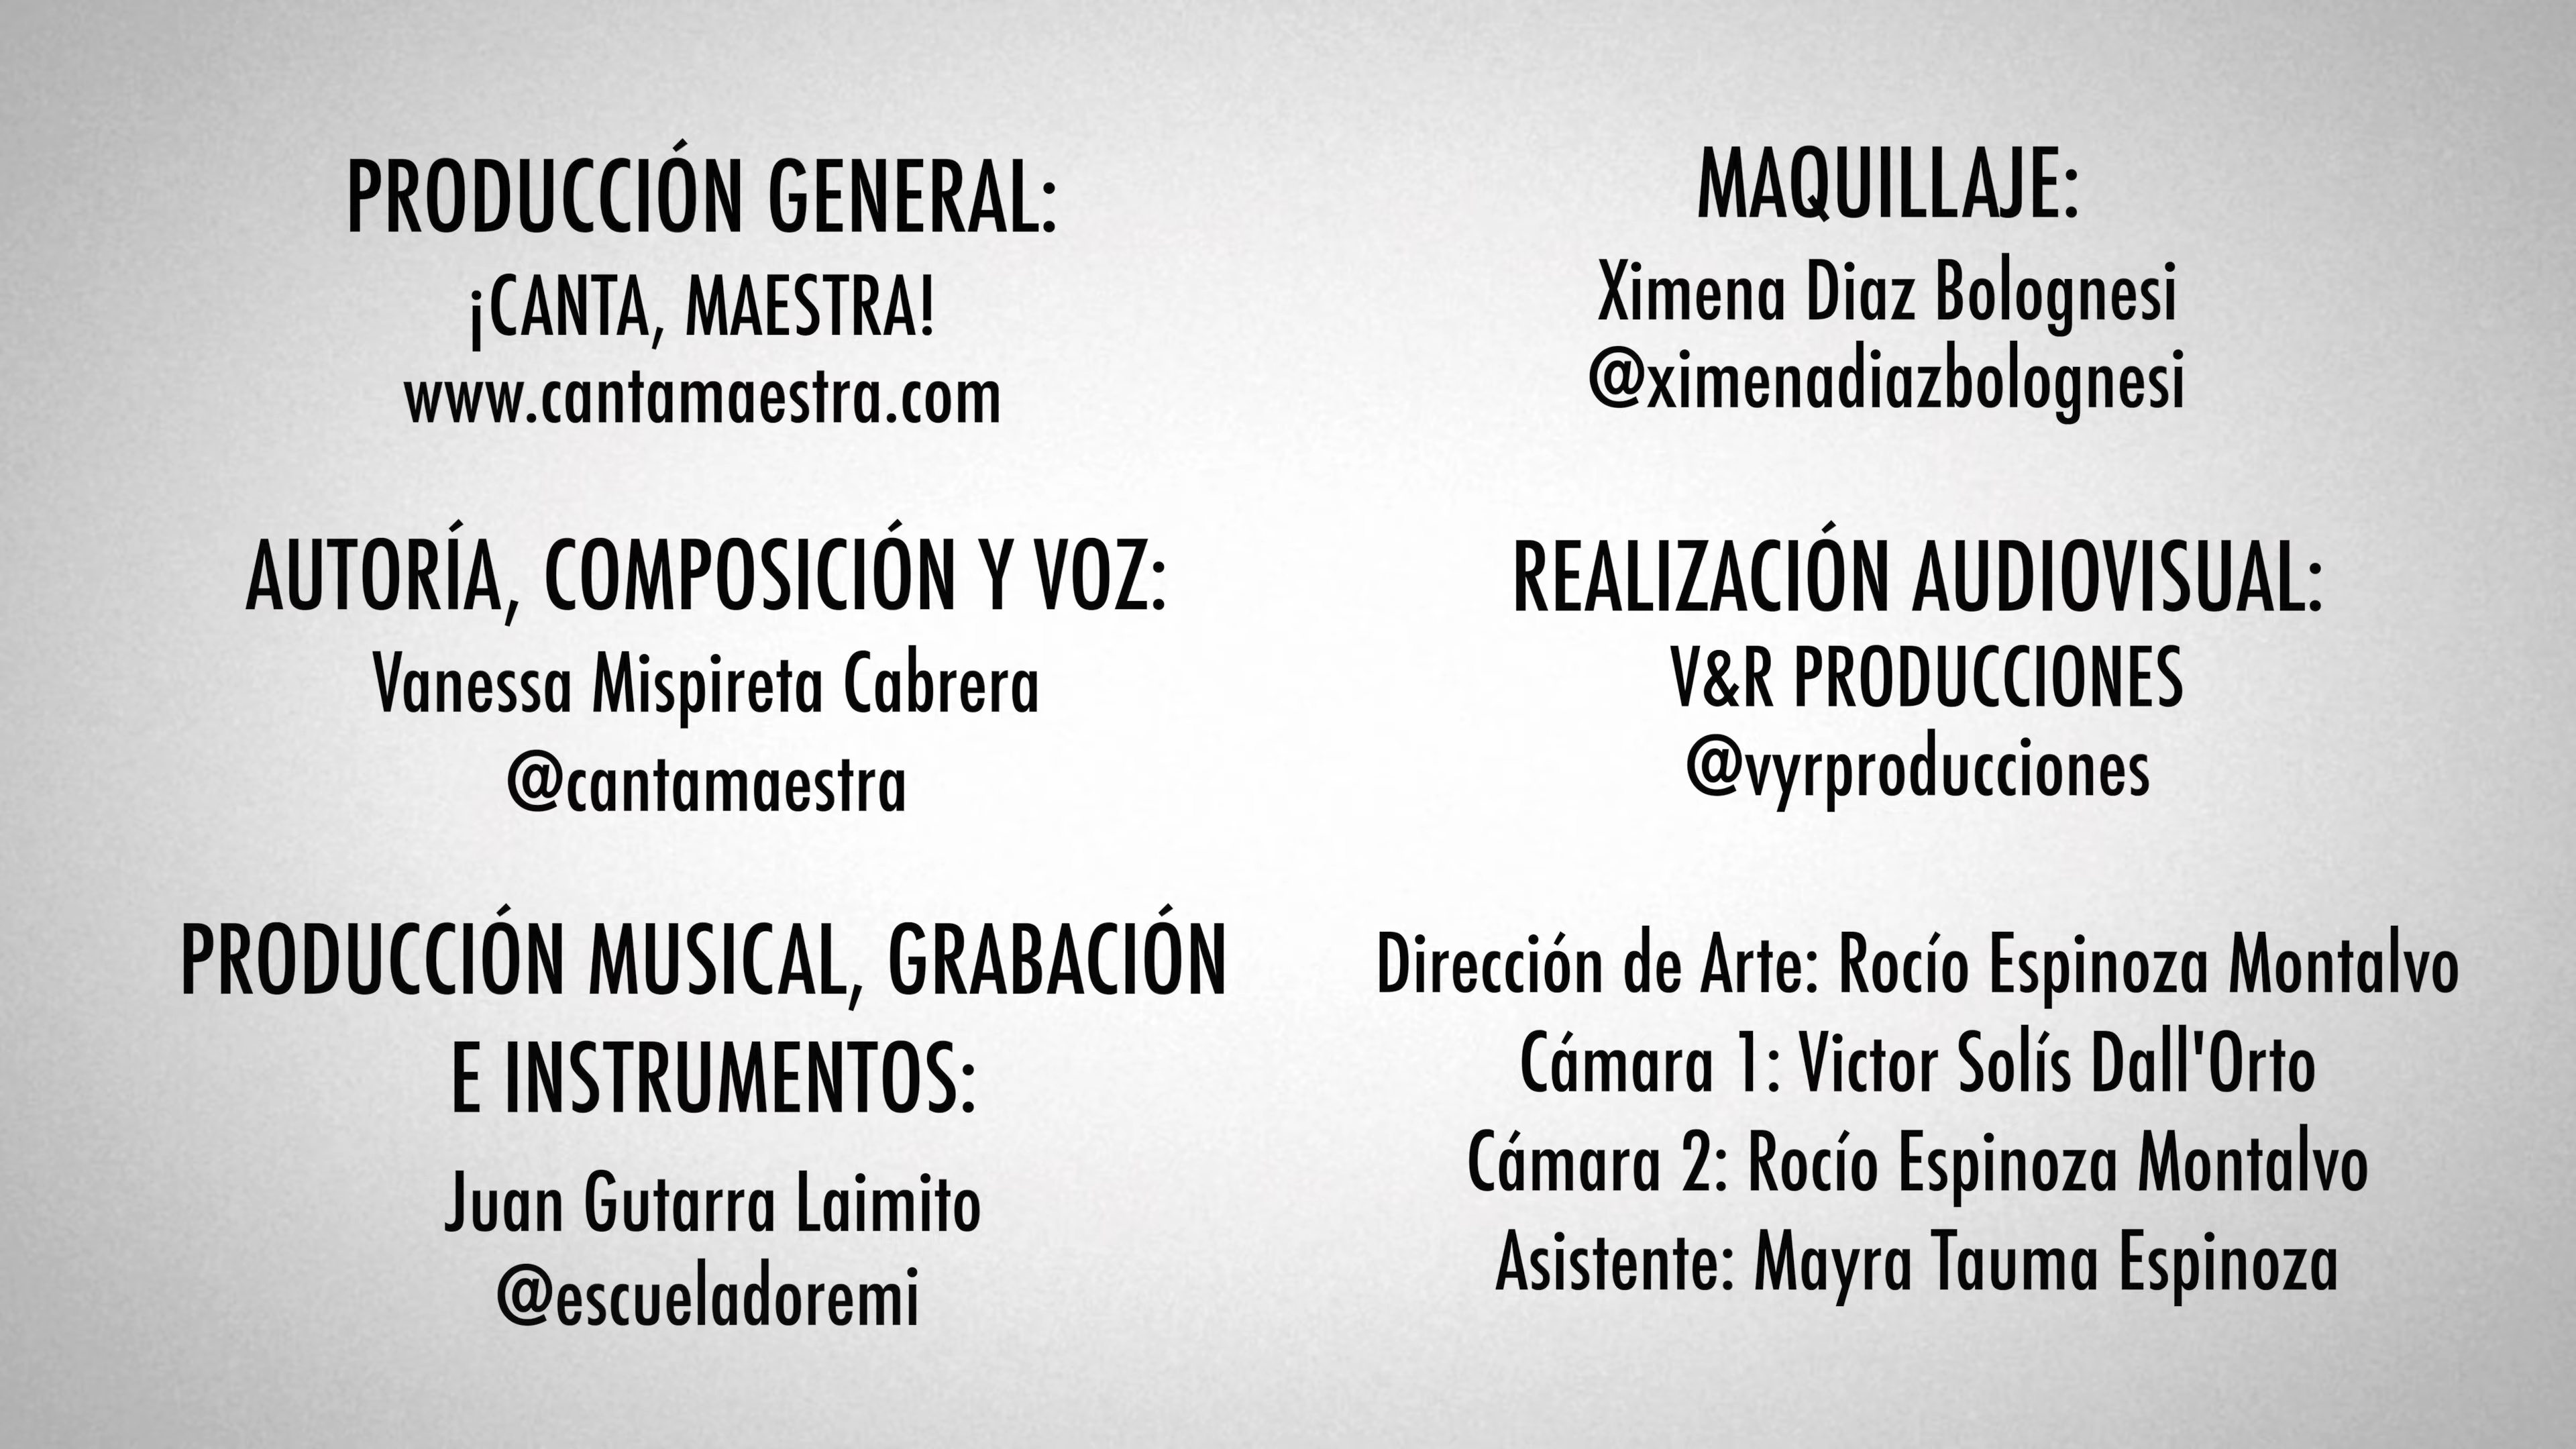 PRODUCCIÓN GENERAL:
¡CANTA, MAESTRA!
www.cantamaestra.com
AUTORÍA, COMPOSICIÓN Y VOZ:
Vanessa Mispireta Cabrera
@cantamaestra
PRODUCCIÓN MUSICAL, GRABACIÓN
E INSTRUMENTOS:
Juan Gutarra Laimito
@escueladoremi
MAQUILLAJE:
Ximena Diaz Bolognesi
@ximenadiazbolognesi
REALIZACIÓN AUDIOVISUAL:
V&R PRODUCCIONES
@vyrproducciones
Dirección de Arte: Rocío Espinoza Montalvo
Cámara 1: Victor Solís Dall'Orto
Cámara 2: Rocío Espinoza Montalvo
Asistente: Mayra Tauma Espinoza